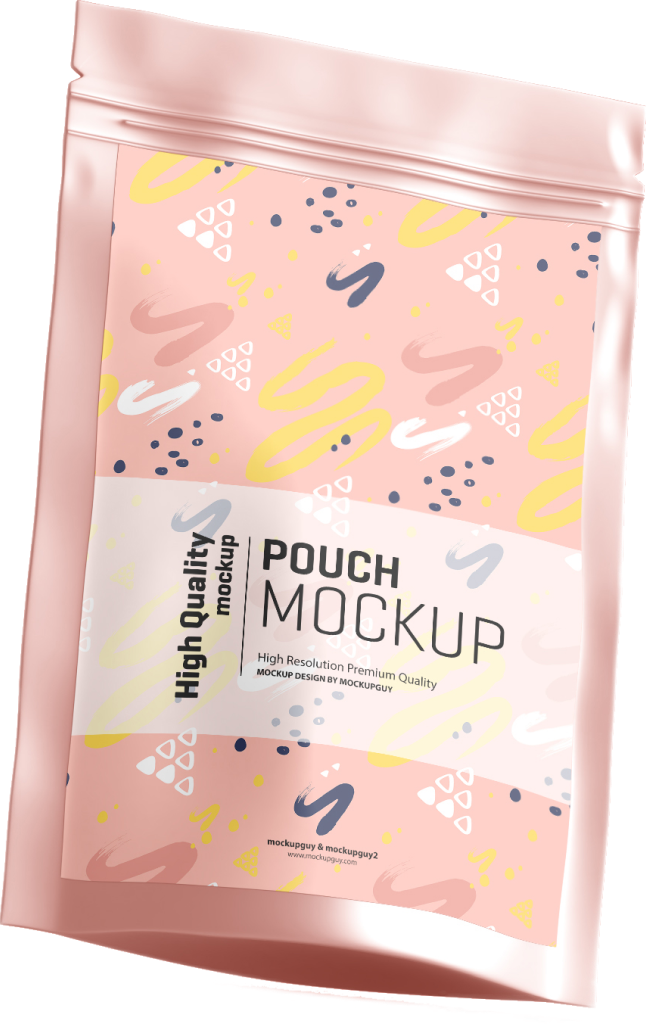 High Quality
mockup
POUCH
MOCKUP
High Resolution Premium Quality
MOCKUP DESIGN BY MOCKUPGUY
mockupguy & mockupguy2
www.mockupguy.com